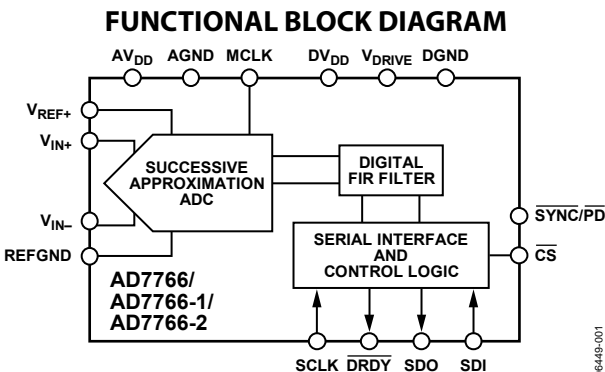 FUNCTIONAL BLOCK DIAGRAM
AVDD AGND MCLK DVDD VDRIVE DGND
VREF+
VIN+
VIN–
REFGND
SUCCESSIVE
APPROXIMATION
ADC
DIGITAL
FIR FILTER
SERIAL INTERFACE
AND
CONTROL LOGIC
SYNC/PD
CS
AD7766/
AD7766-1/
AD7766-2
SCLK DRDY SDO SDI
6449-001